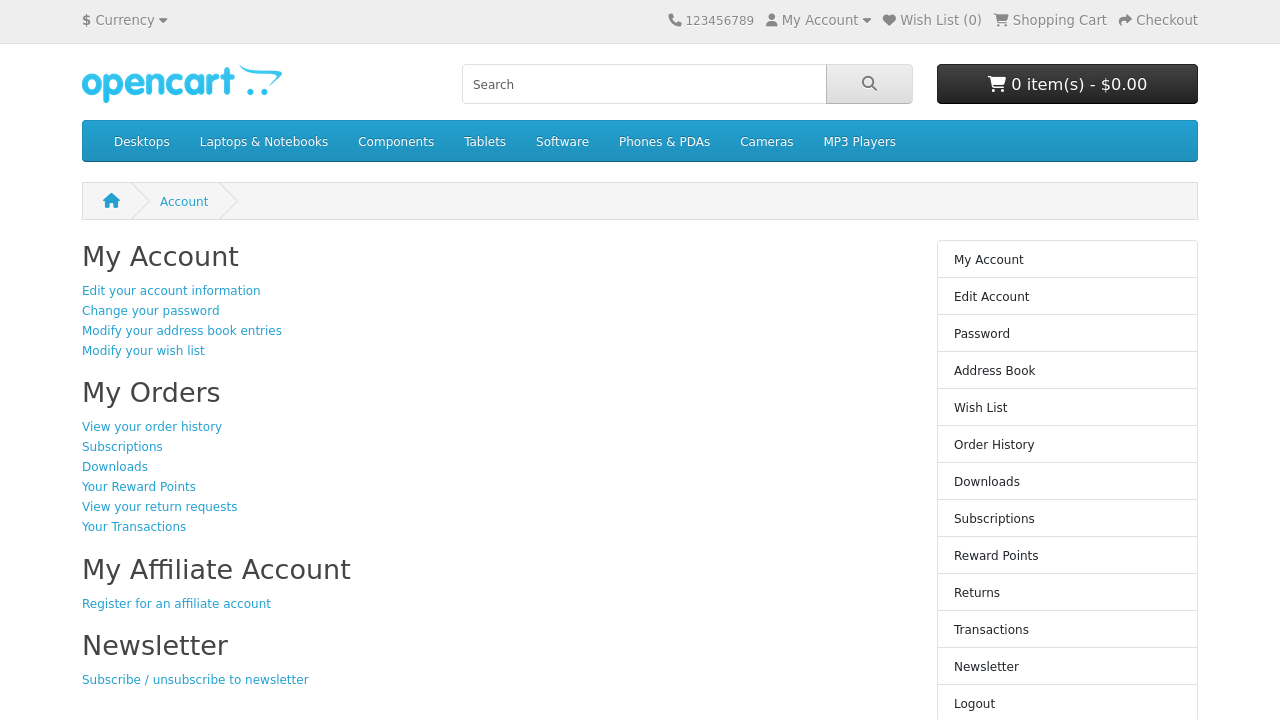 $ Currency
123456789 My Account Wish List (0) Shopping Cart Checkout
opencart
Search
0 item(s) - $0.00
Desktops Laptops & Notebooks Components Tablets Software Phones & PDAs Cameras MP3 Players
Account
My Account
Edit your account information
Change your password
Modify your address book entries
Modify your wish list
My Orders
View your order history
Subscriptions
Downloads
Your Reward Points
View your return requests
Your Transactions
My Affiliate Account
Register for an affiliate account
Newsletter
Subscribe / unsubscribe to newsletter
My Account
Edit Account
Password
Address Book
Wish List
Order History
Downloads
Subscriptions
Reward Points
Returns
Transactions
Newsletter
Logout